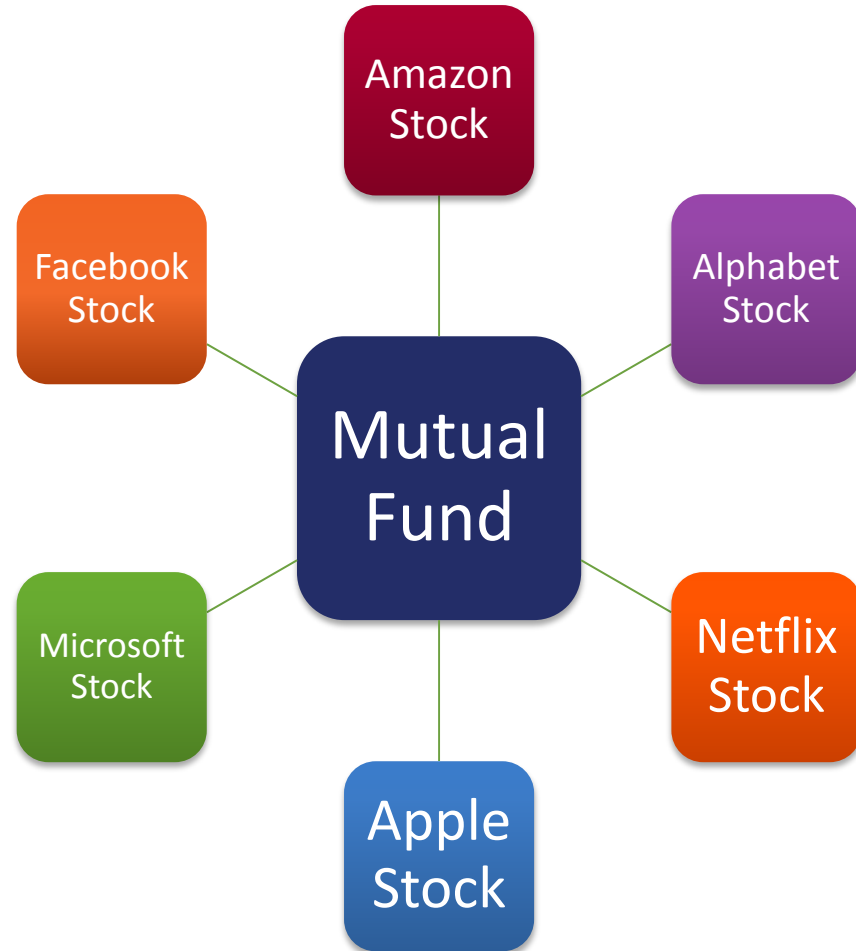 Amazon
Stock
Facebook
Stock
Alphabet
Stock
Mutual
Fund
Microsoft
Stock
Netflix
Stock
Apple
Stock